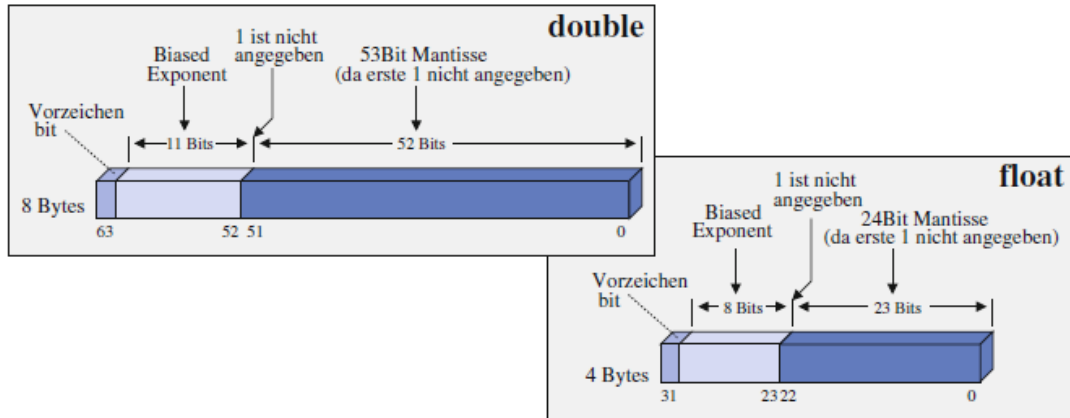 double
1 ist nicht
angegeben
Biased
Exponent
53Bit Mantisse
(da erste 1 nicht angegeben)
Vorzeichen
bit
11 Bits
52 Bits
8 Bytes
63
52 51
0
float
1 ist nicht
angegeben
Biased
Exponent
24Bit Mantisse
(da erste 1 nicht angegeben)
Vorzeichen
bit
8 Bits
23 Bits
4 Bytes
31
23 22
0